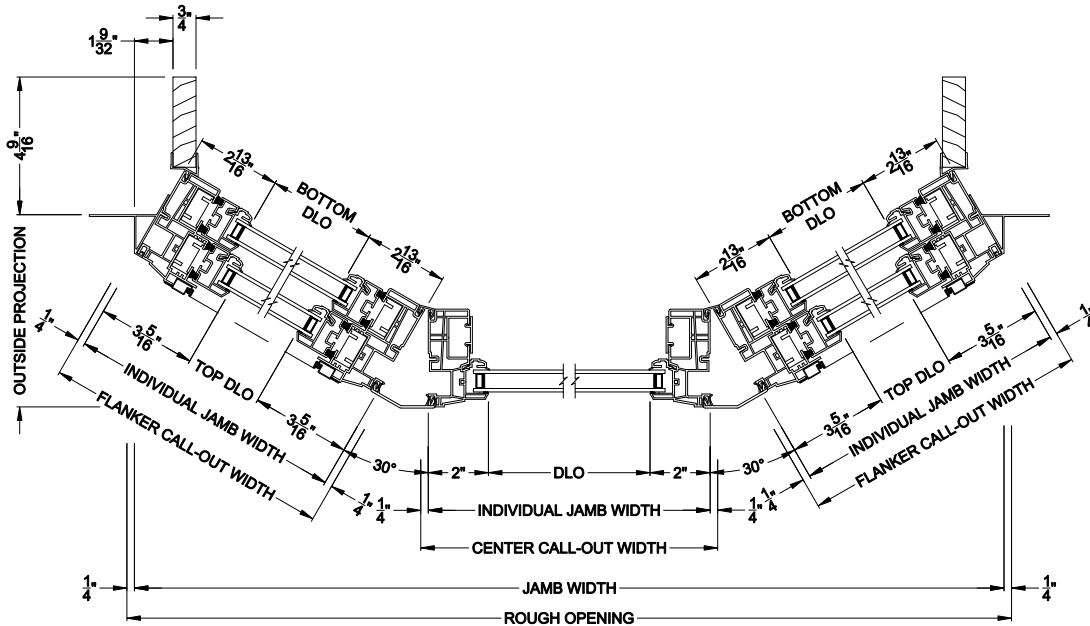 3/4"
1 9/32"
4 9/16"
OUTSIDE PROJECTION
2 13/16"
BOTTOM
DLO
2 13/16"
2 13/16"
BOTTOM
DLO
2 13/16"
1/4"
3 5/16"
TOP DLO
INDIVIDUAL JAMB WIDTH
FLANKER CALL-OUT WIDTH
3 5/16"
1/4"
1/4"
3 5/16"
TOP DLO
INDIVIDUAL JAMB WIDTH
FLANKER CALL-OUT WIDTH
3 5/16"
1/4"
30°
2"
DLO
2"
30°
1/4"
INDIVIDUAL JAMB WIDTH
1/4"
CENTER CALL-OUT WIDTH
1/4"
JAMB WIDTH
1/4"
ROUGH OPENING